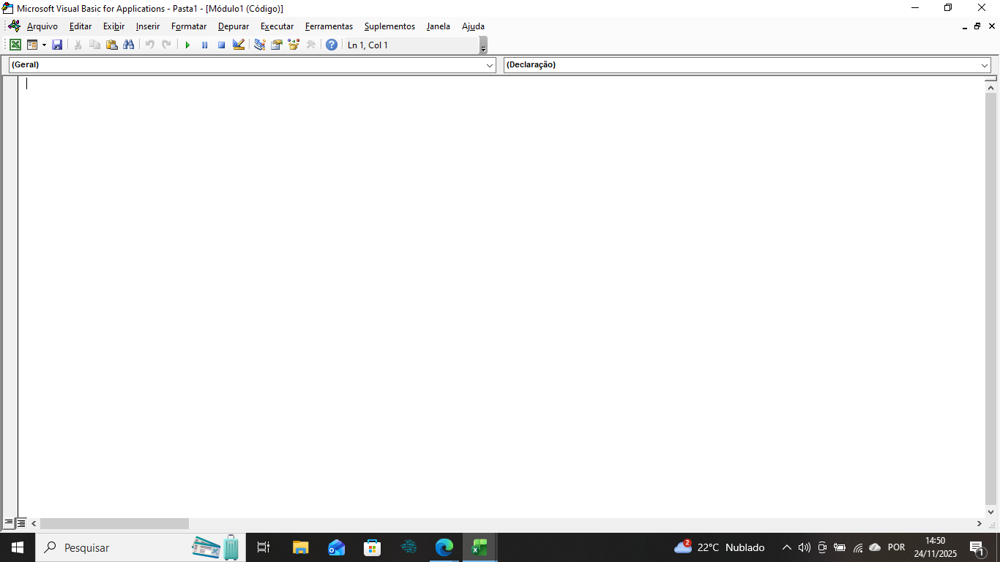 Microsoft Visual Basic for Applications - Pasta1 - [Módulo1 (Código)]
Arquivo Editar Exibir Inserir Formatar Depurar Executar Ferramentas Suplementos Janela Ajuda
Ln 1, Col 1
(Geral) (Declaração)
Pesquisar 2 22°C Nublado POR 14:50
24/11/2025 1